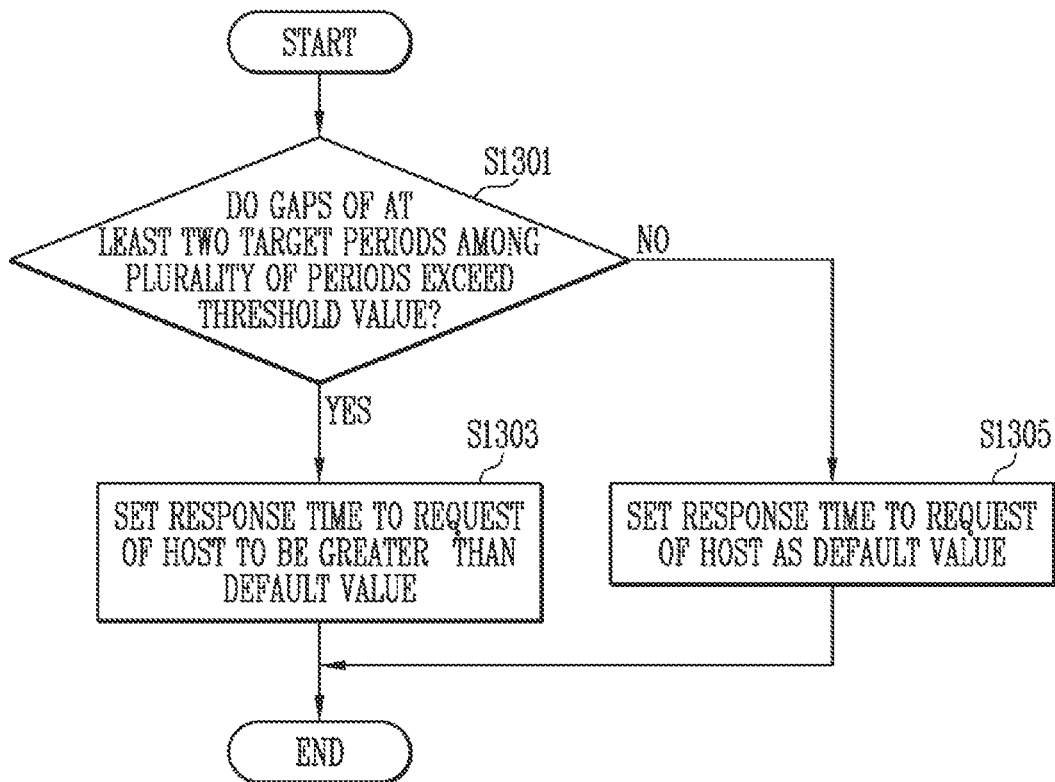 START
S1301
DO GAPS OF AT
LEAST TWO TARGET PERIODS AMONG
PLURALITY OF PERIODS EXCEED
THRESHOLD VALUE?
NO
YES
S1303
SET RESPONSE TIME TO REQUEST
OF HOST TO BE GREATER THAN
DEFAULT VALUE
S1305
SET RESPONSE TIME TO REQUEST
OF HOST AS DEFAULT VALUE
END